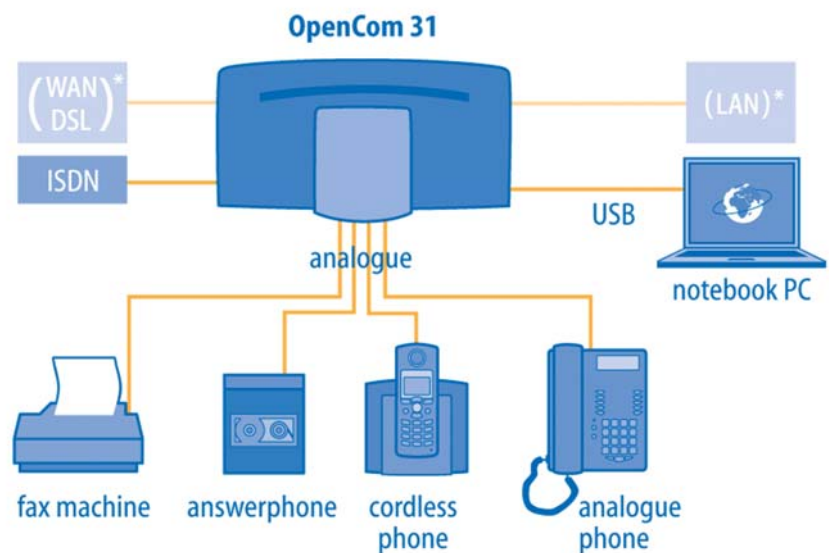 OpenCom 31
(WAN
DSL)*
(LAN)*
ISDN
USB
analogue
notebook PC
fax machine
answerphone
cordless
phone
analogue
phone